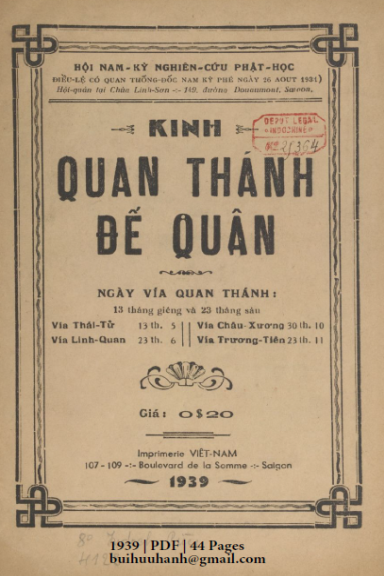 HỘI NAM-KỲ NGHIÊN-CỨU PHẬT-HỌC
ĐIỀU-LỆ CÓ QUAN THỐNG-ĐỐC NAM KỲ PHÊ NGÀY 26 AOUT 1931)
Hội-quán tại Chùa Linh-Sơn -:- 149, đường Douaumont, Saigon,
KINH
DEPOT LEGAL
INDOCHINE
QUAN THÁNH
ĐẾ QUÂN
NGÀY VÍA QUAN THÁNH :
13 tháng giêng và 23 tháng sáu
Vía Thái-Tử 13 th. 5 || Vía Châu-Xương 30 th. 10
Vía Linh-Quan 23 th. 6 || Vía Trương-Tiên 23 th. 11
Giá: 0$20
Imprimerie VIỆT-NAM
107 - 109 -:- Boulevard de la Somme -:- Saigon
1939
1939 | PDF | 44 Pages
buihuuhanh@gmail.com